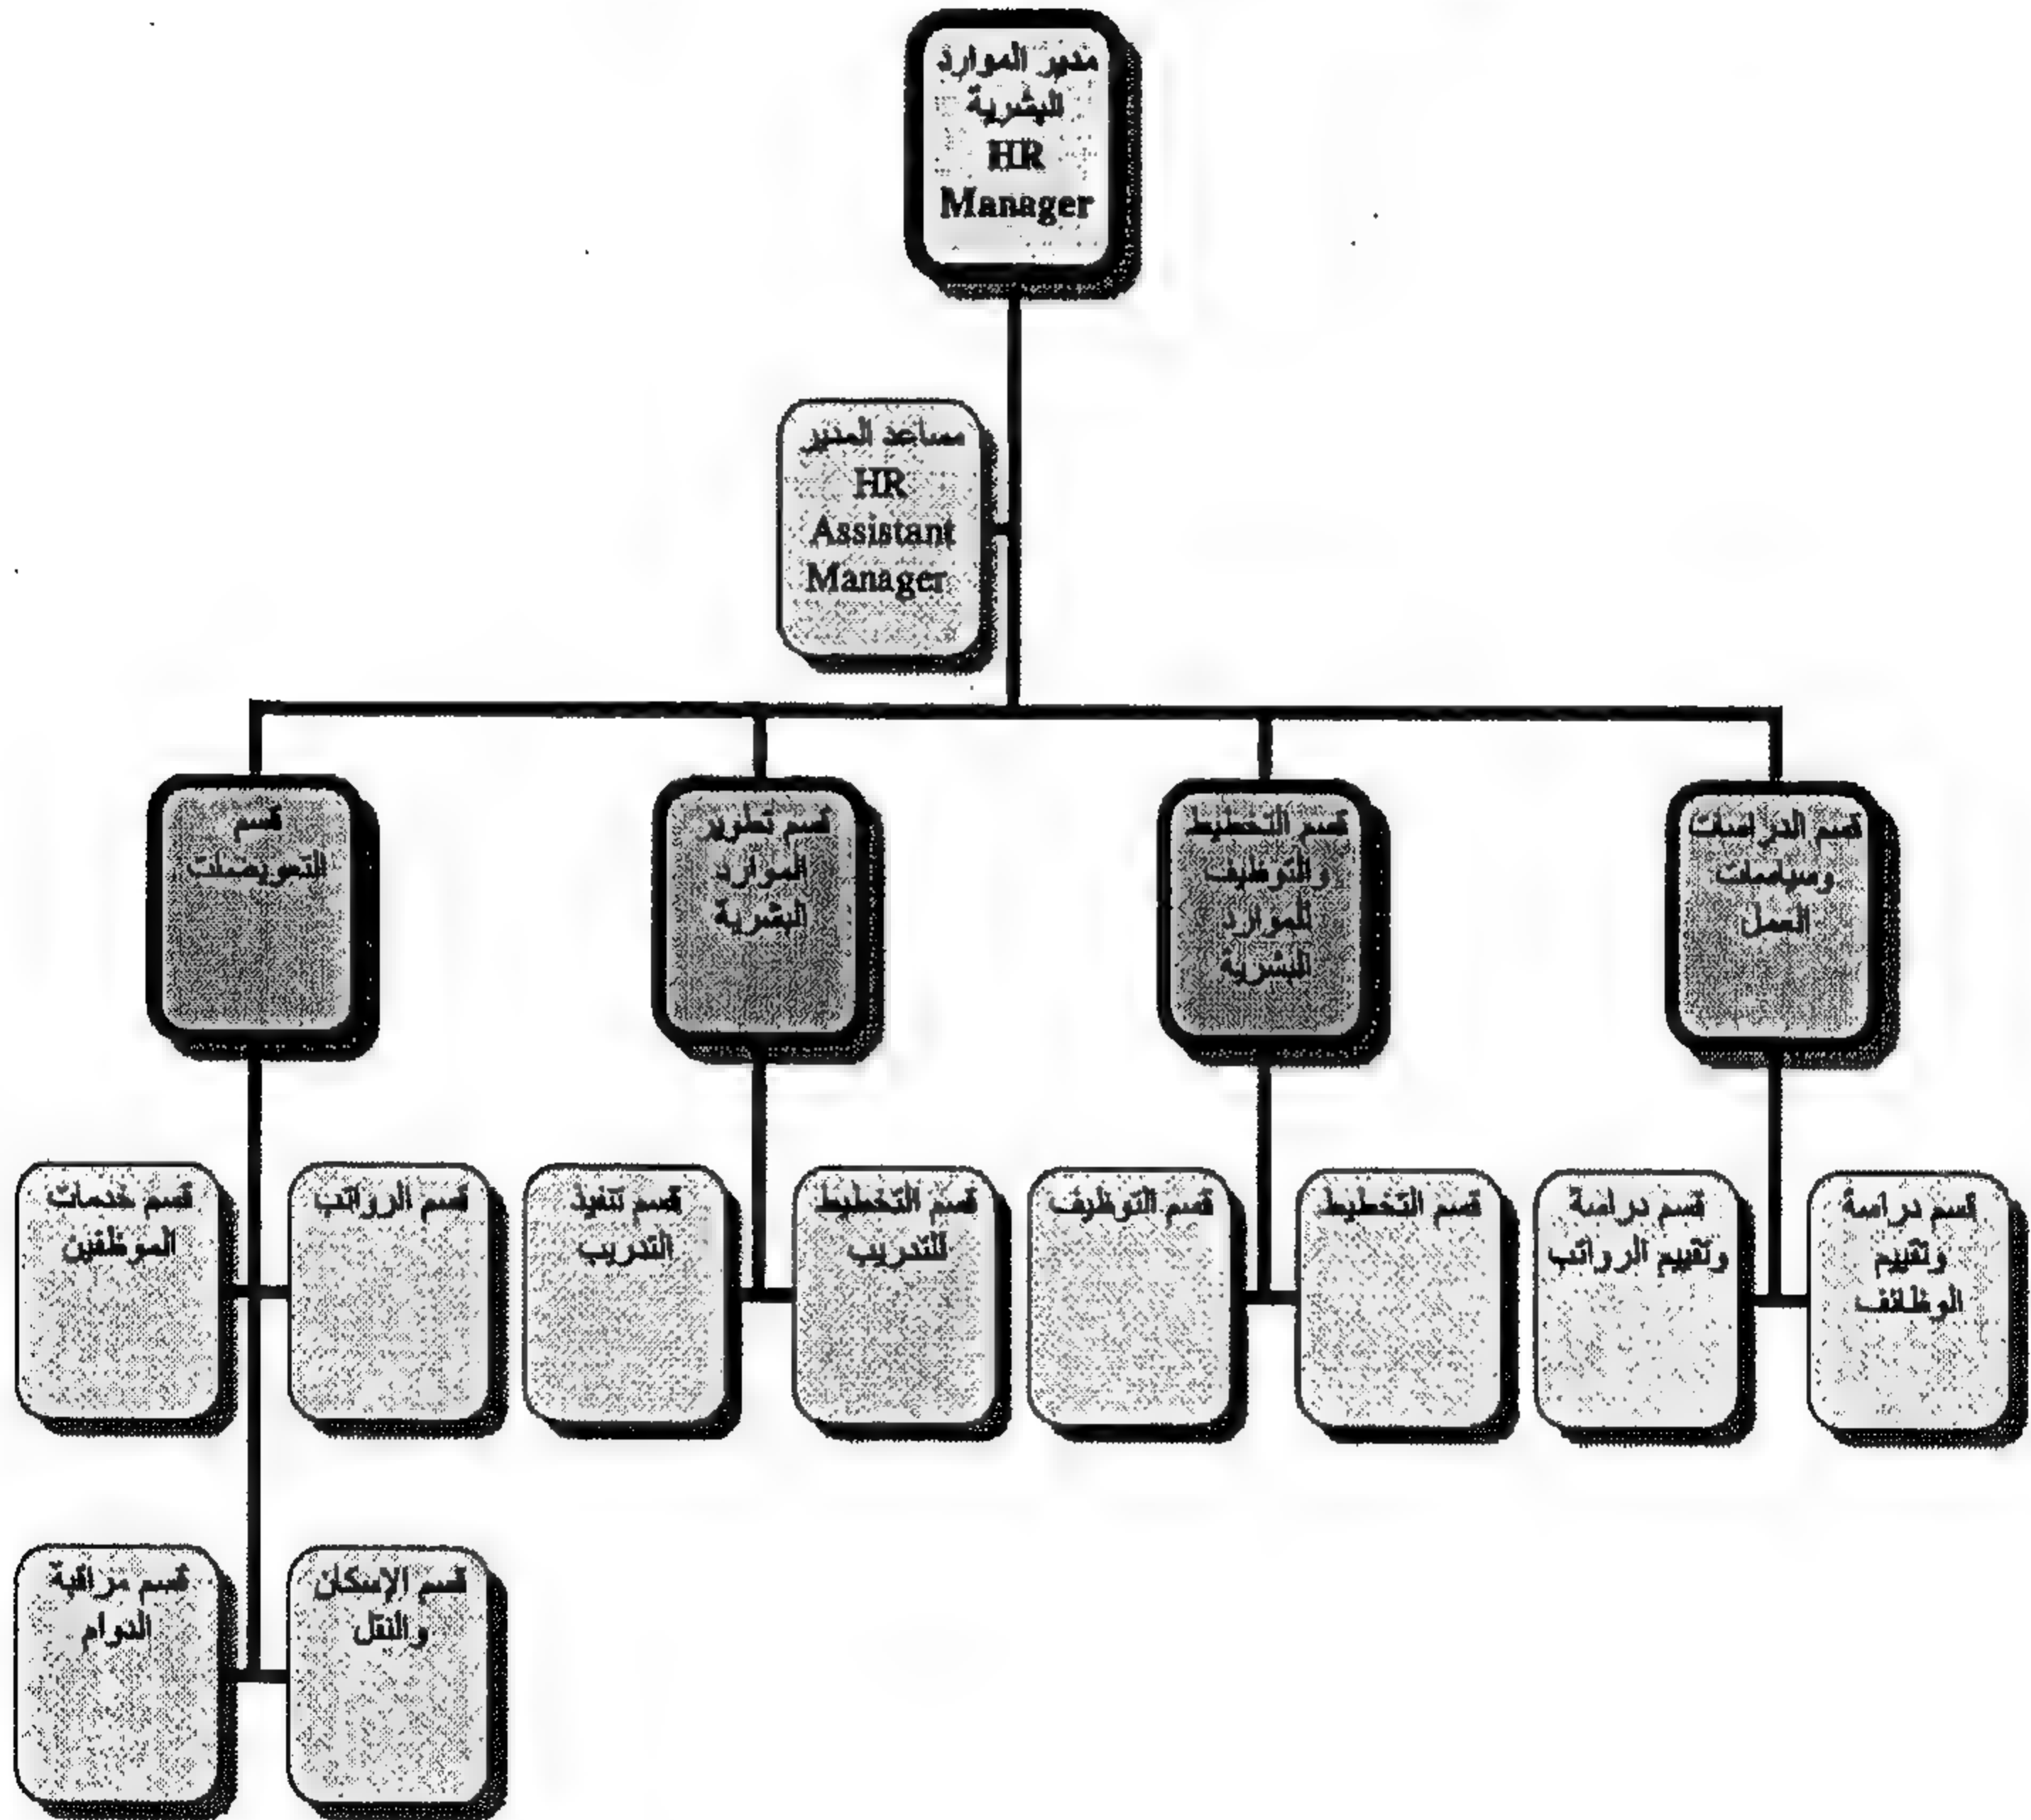 مدير الموارد
البشرية
HR
Manager
مساعد المدير
HR
Assistant
Manager
قسم الدراسات
وسياسات
العمل
قسم التخطيط
والتوظيف
للموارد
البشرية
قسم تطوير
الموارد
البشرية
قسم
التعويضات
قسم دراسة
وتقييم
الوظائف
قسم دراسة
وتقييم الرواتب
قسم التخطيط
قسم التوظيف
قسم التخطيط
للتدريب
قسم تنفيذ
التدريب
قسم الرواتب
قسم خدمات
الموظفين
قسم الإسكان
والنقل
قسم مراقبة
الدوام